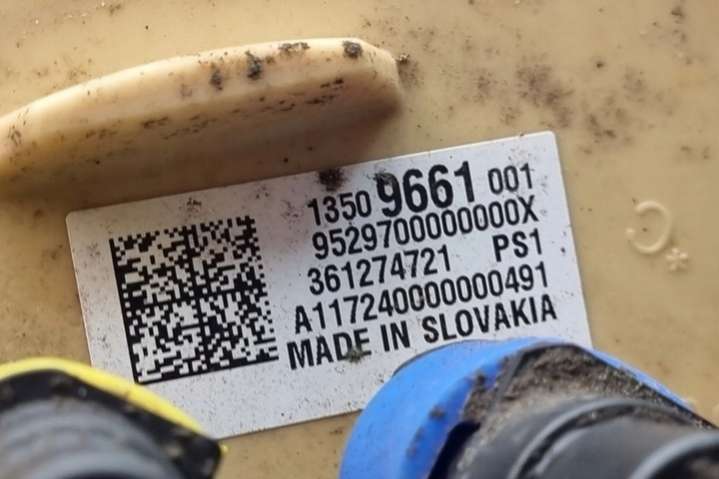 1350 9661 001
9529700000000X
361274721 PS1
A117240000000491
MADE IN SLOVAKIA